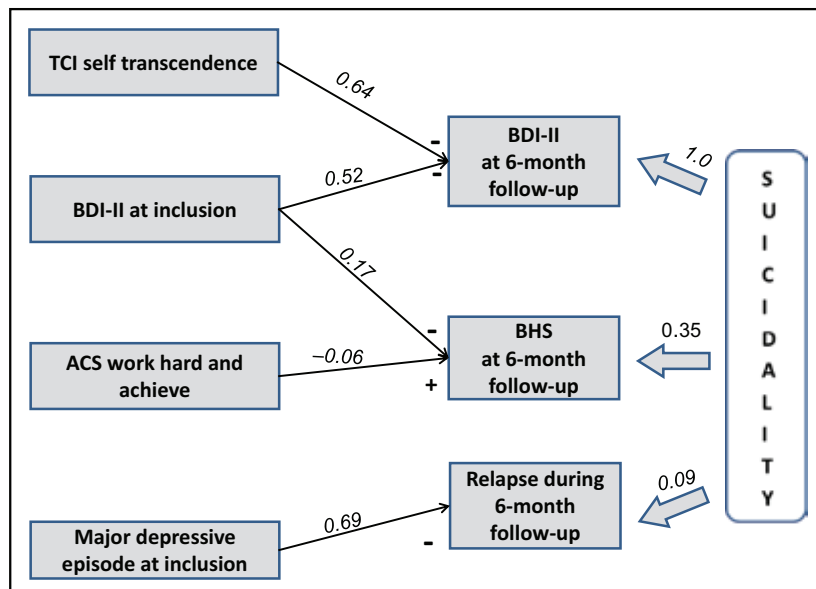 TCI self transcendence
0.64
-
-
BDI-II
at 6-month
follow-up
1.0
BDI-II at inclusion
0.52
0.17
-
BHS
at 6-month
follow-up
0.35
ACS work hard and
achieve
–0.06
+
Major depressive
episode at inclusion
0.69
-
Relapse during
6-month
follow-up
0.09
S
U
I
C
I
D
A
L
I
T
Y